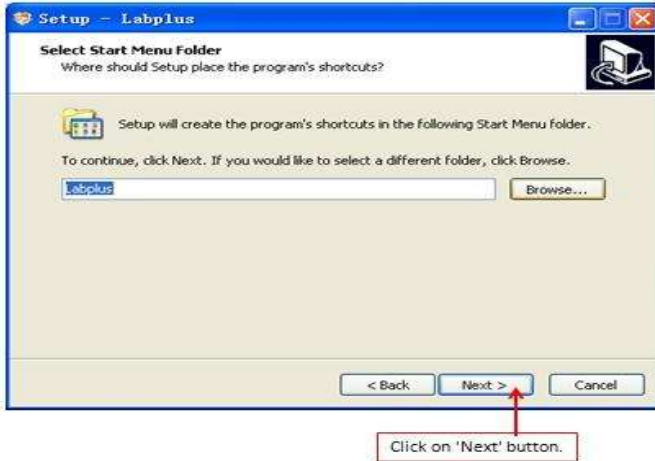 Setup - Labplus
Select Start Menu Folder
Where should Setup place the program's shortcuts?
Setup will create the program's shortcuts in the following Start Menu folder.
To continue, click Next. If you would like to select a different folder, click Browse.
Labplus
Browse...
< Back
Next >
Cancel
Click on 'Next' button.